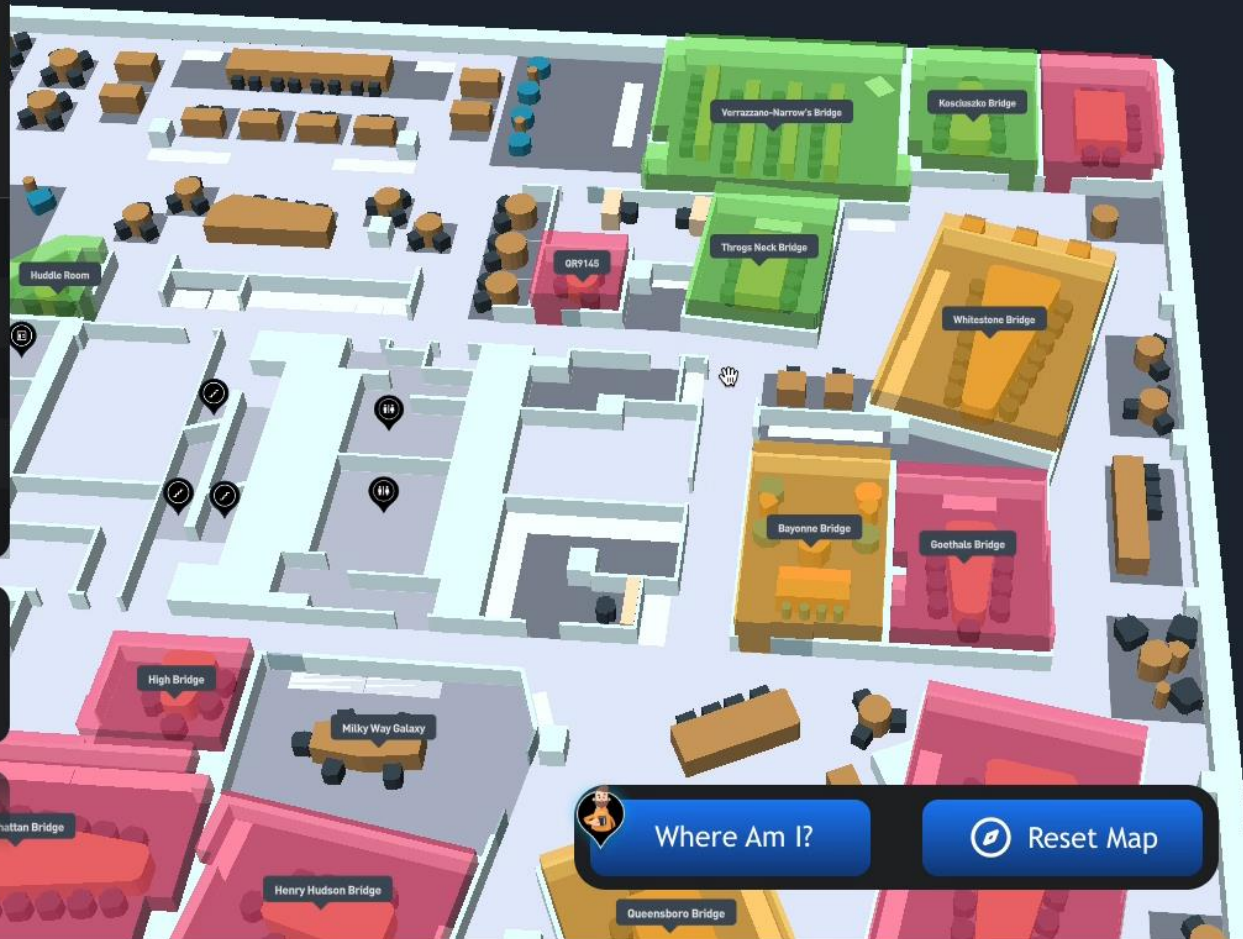 Verrazzano-Narrow's Bridge
Kosciuszko Bridge
Huddle Room
QR9145
Throgs Neck Bridge
Whitestone Bridge
Bayonne Bridge
Goethals Bridge
High Bridge
Milky Way Galaxy
hattan Bridge
Where Am I?
Reset Map
Henry Hudson Bridge
Queensboro Bridge